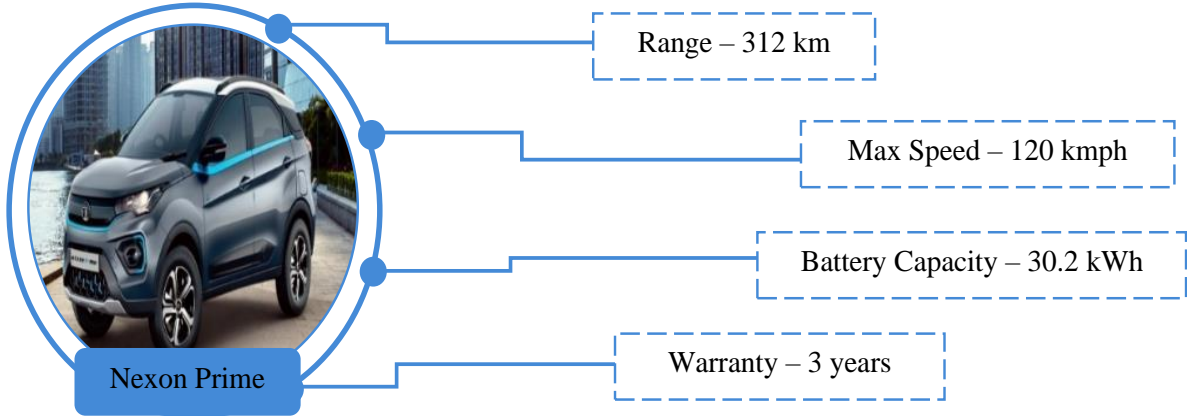 Range – 312 km
Max Speed – 120 kmph
Battery Capacity – 30.2 kWh
Warranty – 3 years
Nexon Prime